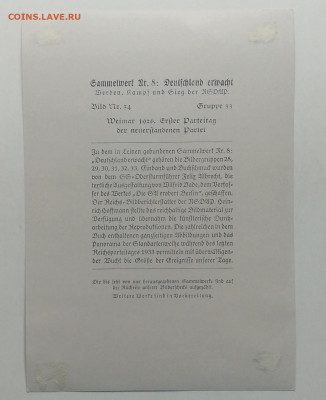 COINS.LAVE.RU
Sammelwerk Nr. 8: Deutschland erwacht
Werden, Kampf und Sieg der NSDAP.
Bild Nr. 34 Gruppe 33
Weimar 1926. Erster Parteitag
der neuerstandenen Partei
Zu dem in Leinen gebundenen Sammelwerk Nr. 8:
„Deutschland erwacht“ gehören die Bildergruppen 28,
29, 30, 31, 32, 33. Einband und Buchschmuck wurden
von dem SS-Obersturmführer Felix Albrecht, die
textliche Ausgestaltung von Wilfrid Bade, dem Verfas-
ser des Werkes „Die SA erobert Berlin“, geschaffen.
Der Reichs-Bildberichterstatter der NSDAP. Hein-
rich Hoffmann stellte das reichhaltige Bildmaterial zur
Verfügung und übernahm die künstlerische Durch-
arbeitung der Reproduktionen. Die zahlreichen in dem
Buch enthaltenen ganzseitigen Abbildungen und das
Panorama der Standartenweihe während des letzten
Reichsparteitages 1933 vermitteln mit überwältigen-
der Wucht die Größe der Ereignisse unserer Tage.
Die bis jetzt von uns herausgegebenen Sammelwerke sind auf
der Rückseite unserer Bilderschecks aufgezählt
Weitere Werke sind in Vorbereitung.